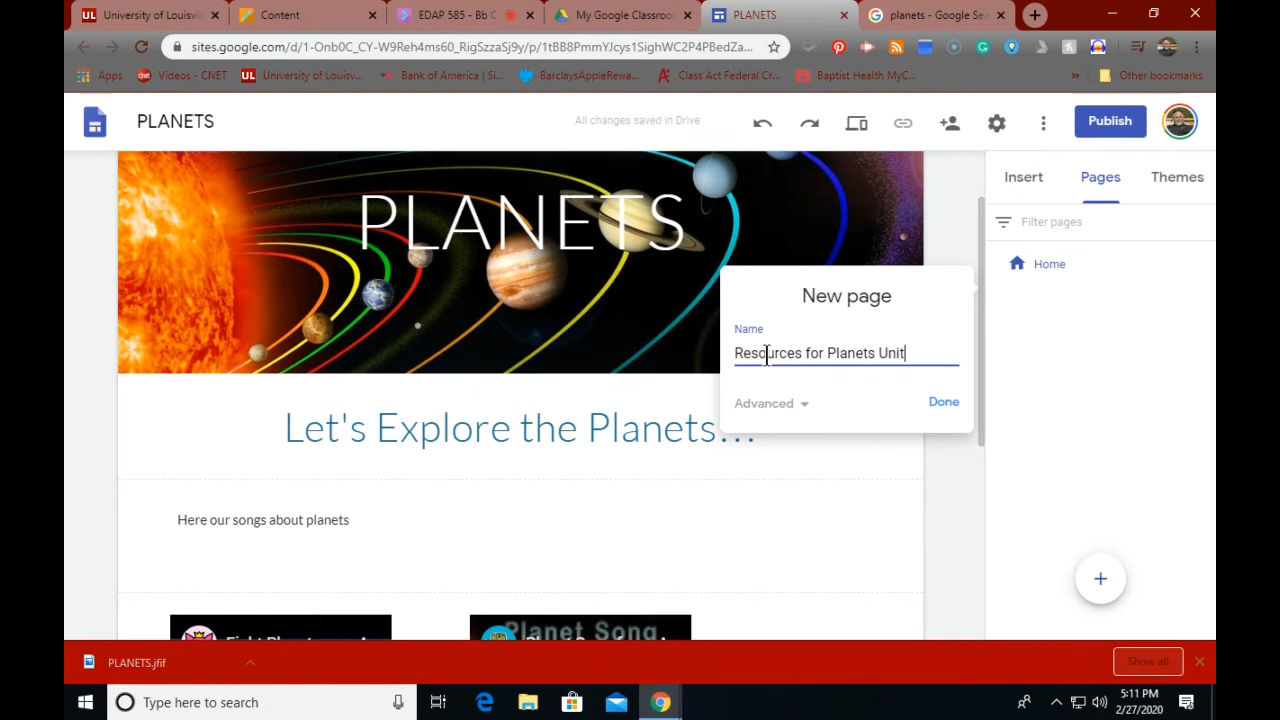 University of Louisvill
Content
EDAP 585 - Bb C
My Google Classroo
PLANETS
planets - Google Sea
sites.google.com/d/1-Onb0C_CY-W9Reh4ms60_RigSzzaSj9y/p/1tBB8PmmYJcys1SighWC2P4PBedZa...
Apps
Videos - CNET
UL University of Louisv...
Bank of America | Si...
BarclaysAppleRewa...
Class Act Federal Cr...
Baptist Health MyC...
»
Other bookmarks
PLANETS
All changes saved in Drive
Publish
Insert
Pages
Themes
Filter pages
Home
PLANETS
New page
Name
Resources for Planets Unit
Advanced
Done
Let's Explore the Planets...
Here our songs about planets
Planet Song
PLANETS.jfif
Show all
Type here to search
5:11 PM
2/27/2020